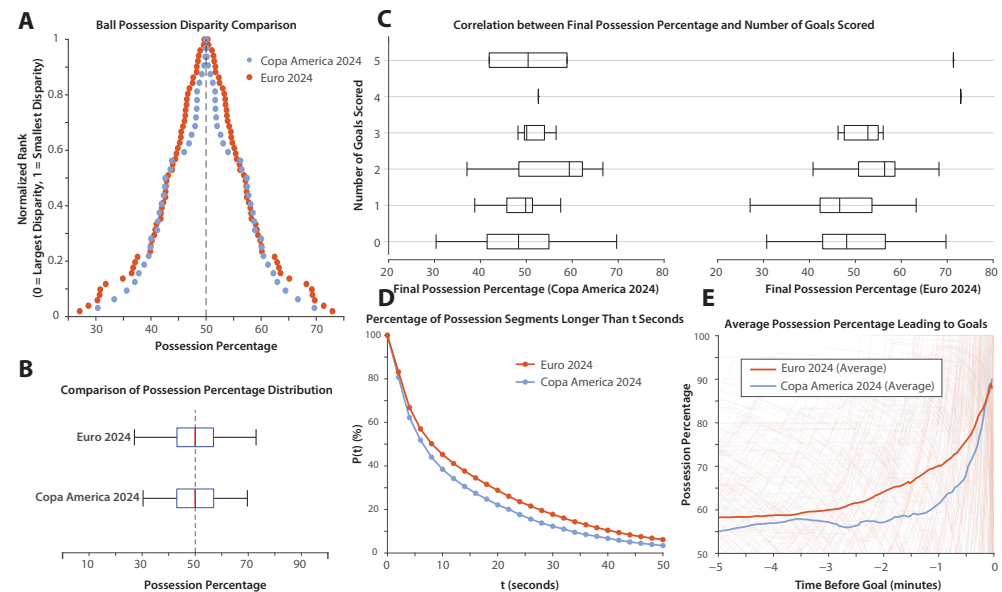 A
Ball Possession Disparity Comparison
Normalized Rank
(0 = Largest Disparity, 1 = Smallest Disparity)
1
0.8
0.6
0.4
0.2
0
30 40 50 60 70
Possession Percentage
Copa America 2024
Euro 2024
B
Comparison of Possession Percentage Distribution
Euro 2024
Copa America 2024
10 30 50 70 90
Possession Percentage
C
Correlation between Final Possession Percentage and Number of Goals Scored
Number of Goals Scored
5
4
3
2
1
0
20 30 40 50 60 70 80
20 30 40 50 60 70 80
Final Possession Percentage (Copa America 2024)
Final Possession Percentage (Euro 2024)
D
Percentage of Possession Segments Longer Than t Seconds
P(t) (%)
100
80
60
40
20
0
0 10 20 30 40 50
t (seconds)
Euro 2024
Copa America 2024
E
Average Possession Percentage Leading to Goals
Possession Percentage
100
90
80
70
60
50
−5 −4 −3 −2 −1 0
Time Before Goal (minutes)
Euro 2024 (Average)
Copa America 2024 (Average)